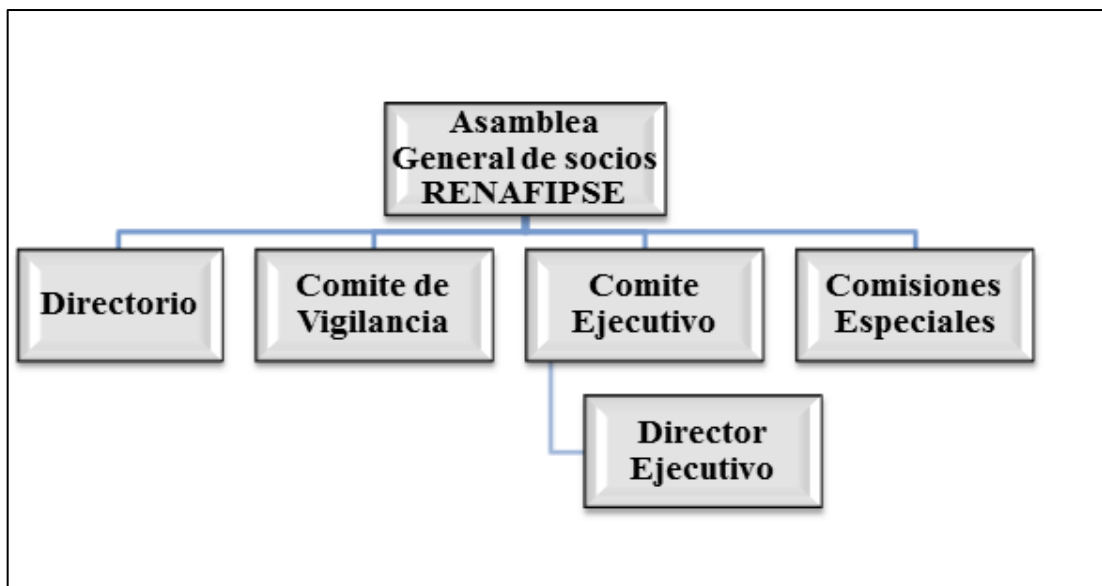 Asamblea
General de socios
RENAFIPSE
Directorio
Comite de
Vigilancia
Comite
Ejecutivo
Comisiones
Especiales
Director
Ejecutivo